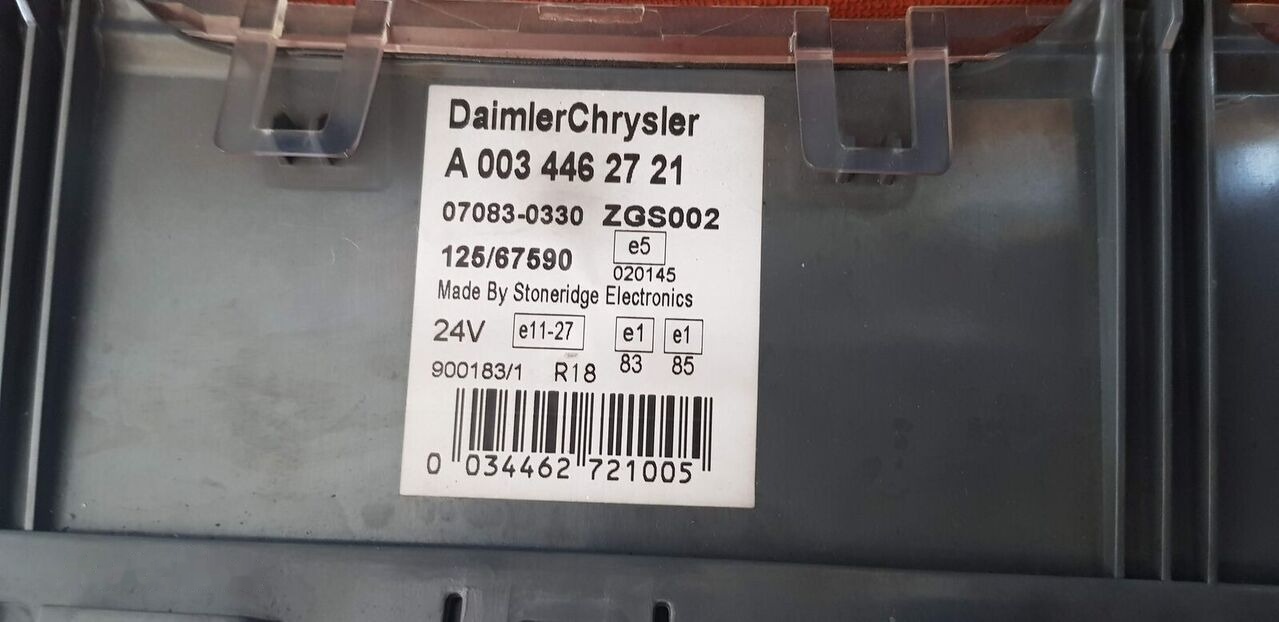 DaimlerChrysler
A 003 446 27 21
07083-0330 ZGS002
125/67590 e5
020145
Made By Stoneridge Electronics
24V e11-27 e1 e1
83 85
900183/1 R18
0 034462 721005